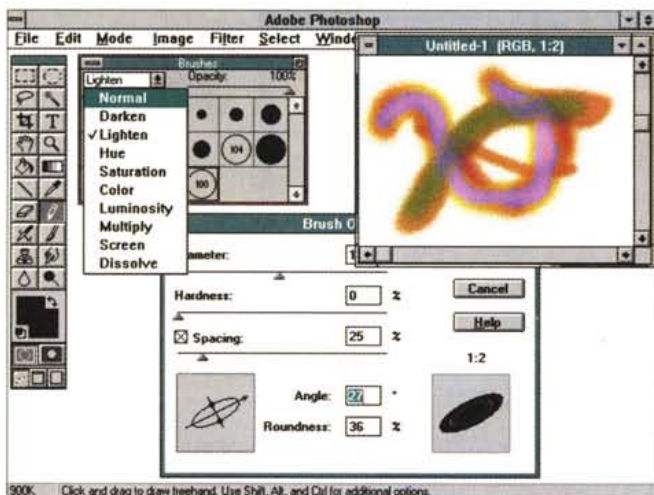 Adobe Photoshop
File Edit Mode Image Filter Select
Untitled-1 (RGB, 1:2)
Brushes
Lighten Opacity: 100%
Normal
Darken
✓Lighten
Hue
Saturation
Color
Luminosity
Multiply
Screen
Dissolve
104
100
T
Brush
Hardness: 0 %
Cancel
Spacing: 25 %
Help
1:2
Angle: 27 °
Roundness: 36 %
900K Click and drag to draw freehand. Use Shift, Alt, and Ctrl for additional options.